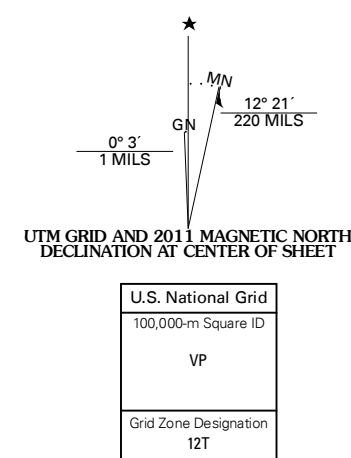 MN
12° 21´
220 MILS
GN
0° 3´
1 MILS
UTM GRID AND 2011 MAGNETIC NORTH
DECLINATION AT CENTER OF SHEET
U.S. National Grid
100,000-m Square ID
VP
Grid Zone Designation
12T